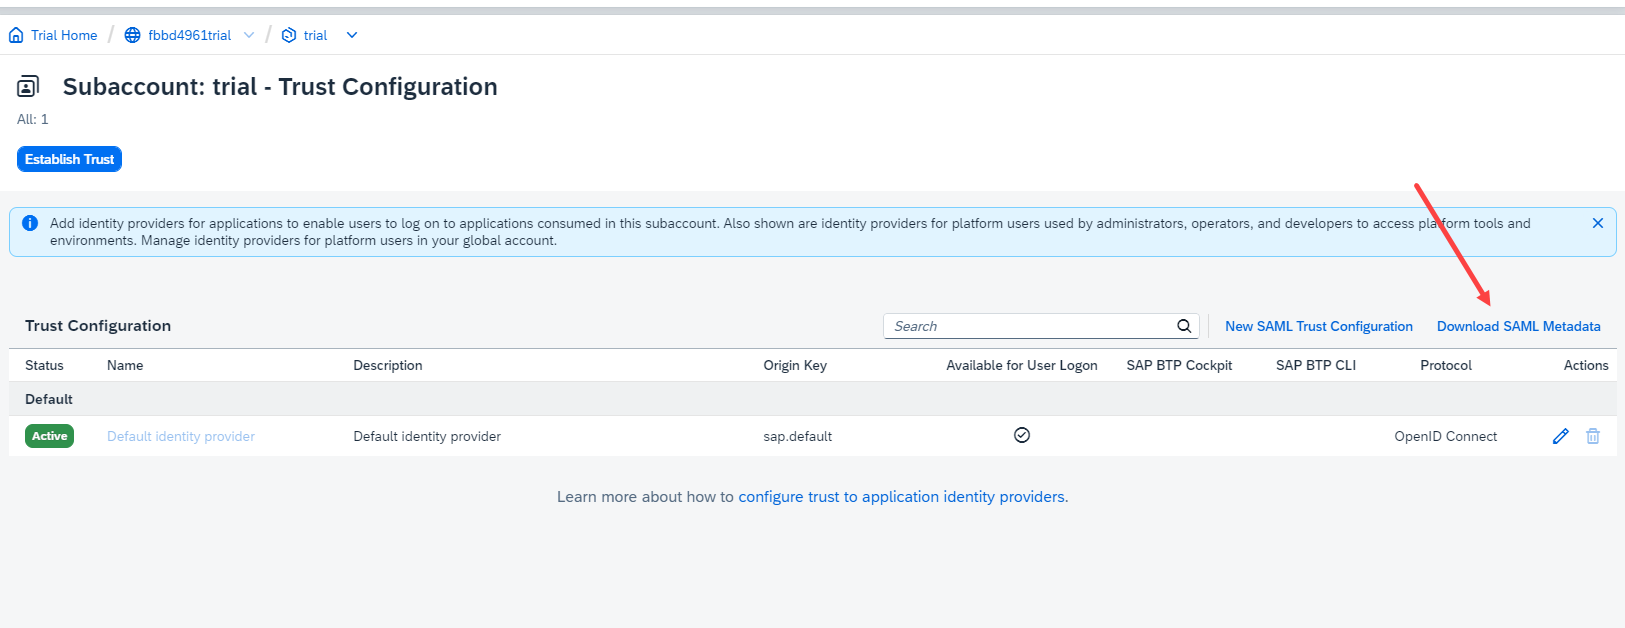 Trial Home / fbbd4961trial / trial
Subaccount: trial - Trust Configuration
All: 1
Establish Trust
Add identity providers for applications to enable users to log on to applications consumed in this subaccount. Also shown are identity providers for platform users used by administrators, operators, and developers to access platform tools and
environments. Manage identity providers for platform users in your global account.
Trust Configuration Search New SAML Trust Configuration Download SAML Metadata
Status Name Description Origin Key Available for User Logon SAP BTP Cockpit SAP BTP CLI Protocol Actions
Default
Active Default identity provider Default identity provider sap.default OpenID Connect
Learn more about how to configure trust to application identity providers.